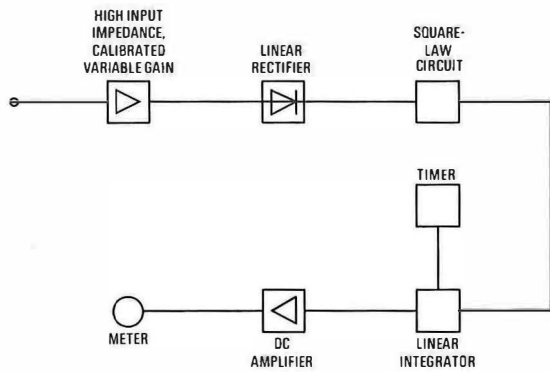 HIGH INPUT
IMPEDANCE,
CALIBRATED
VARIABLE GAIN
LINEAR
RECTIFIER
SQUARE-
LAW
CIRCUIT
TIMER
METER
DC
AMPLIFIER
LINEAR
INTEGRATOR